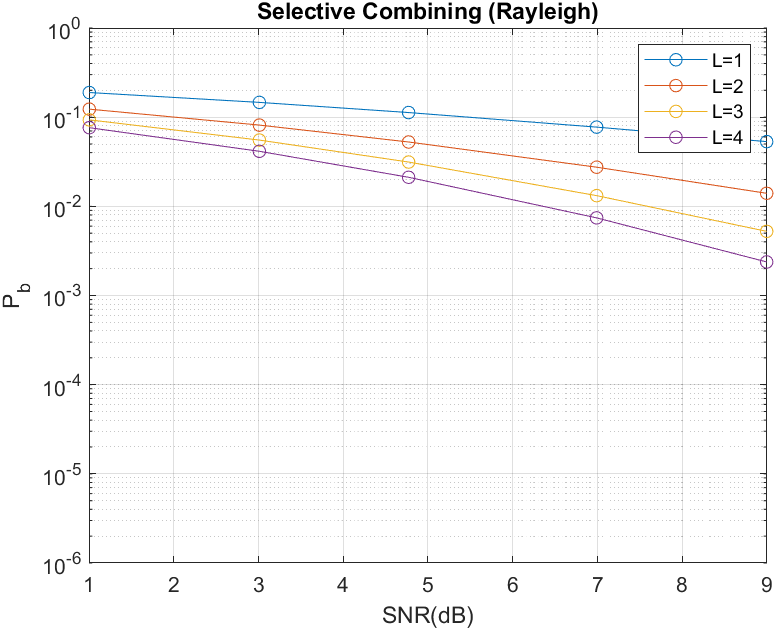 Selective Combining (Rayleigh)
10^0
10^-1
10^-2
10^-3
10^-4
10^-5
10^-6
P_b
L=1
L=2
L=3
L=4
1 2 3 4 5 6 7 8 9
SNR(dB)